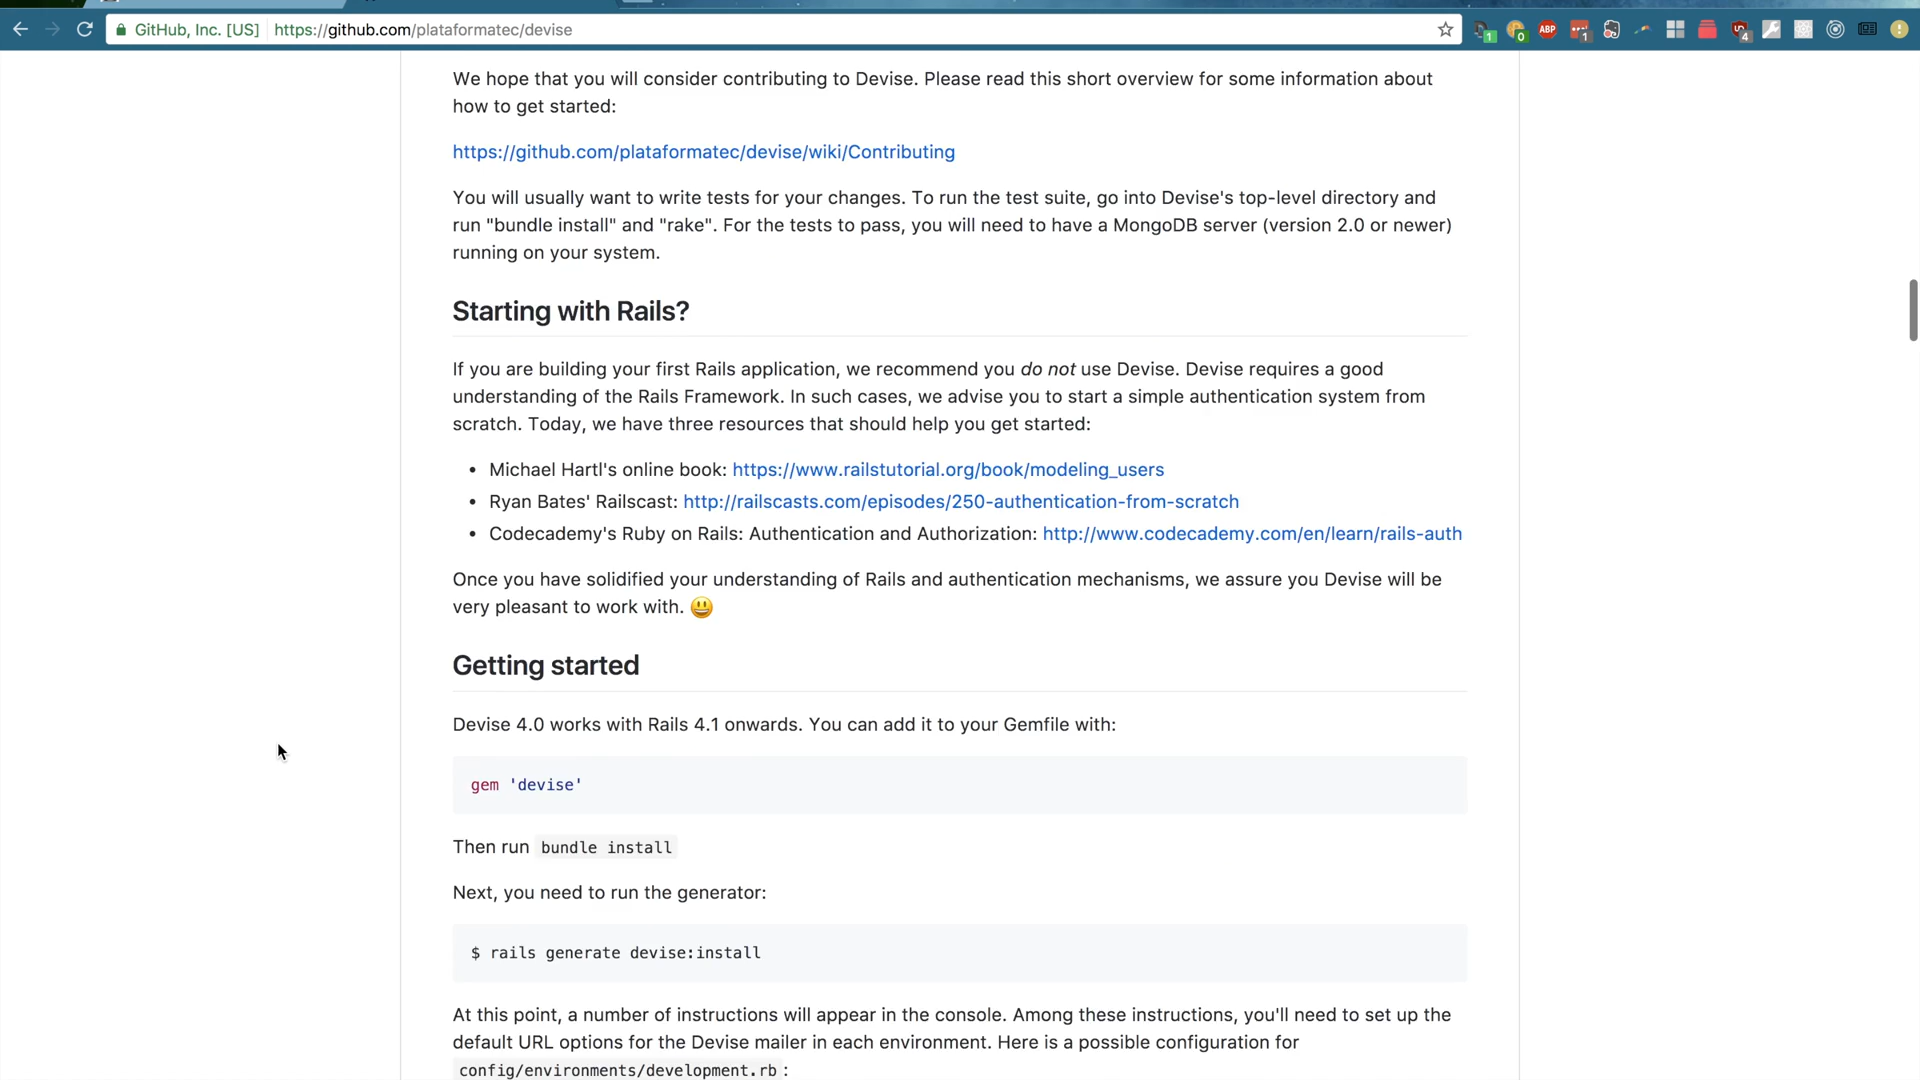 GitHub, Inc. [US] https://github.com/plataformatec/devise
1 0 ABP 1 4
We hope that you will consider contributing to Devise. Please read this short overview for some information about
how to get started:
https://github.com/plataformatec/devise/wiki/Contributing
You will usually want to write tests for your changes. To run the test suite, go into Devise's top-level directory and
run "bundle install" and "rake". For the tests to pass, you will need to have a MongoDB server (version 2.0 or newer)
running on your system.
Starting with Rails?
If you are building your first Rails application, we recommend you do not use Devise. Devise requires a good
understanding of the Rails Framework. In such cases, we advise you to start a simple authentication system from
scratch. Today, we have three resources that should help you get started:
• Michael Hartl's online book: https://www.railstutorial.org/book/modeling_users
• Ryan Bates' Railscast: http://railscasts.com/episodes/250-authentication-from-scratch
• Codecademy's Ruby on Rails: Authentication and Authorization: http://www.codecademy.com/en/learn/rails-auth
Once you have solidified your understanding of Rails and authentication mechanisms, we assure you Devise will be
very pleasant to work with. 😃
Getting started
Devise 4.0 works with Rails 4.1 onwards. You can add it to your Gemfile with:
gem 'devise'
Then run bundle install
Next, you need to run the generator:
$ rails generate devise:install
At this point, a number of instructions will appear in the console. Among these instructions, you'll need to set up the
default URL options for the Devise mailer in each environment. Here is a possible configuration for
config/environments/development.rb :